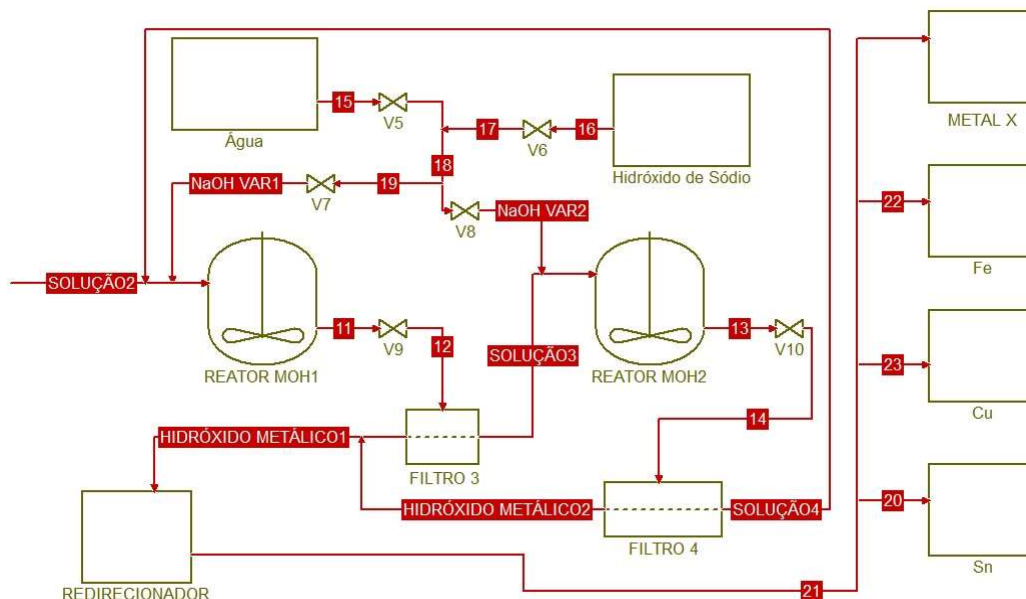 15
V5
Água
17
V6
16
Hidróxido de Sódio
METAL X
18
NaOH VAR1
V7
19
V8
NaOH VAR2
22
Fe
SOLUÇÃO2
11
V9
12
REATOR MOH1
SOLUÇÃO3
13
V10
REATOR MOH2
23
Cu
14
HIDRÓXIDO METÁLICO1
FILTRO 3
HIDRÓXIDO METÁLICO2
SOLUÇÃO4
FILTRO 4
20
Sn
REDIRECIONADOR
21